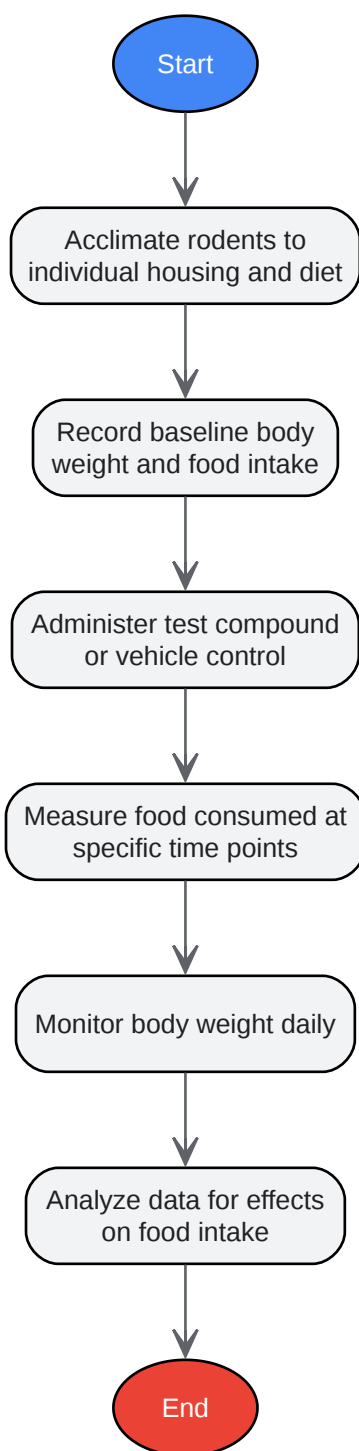 Start
Acclimate rodents to
individual housing and diet
Record baseline body
weight and food intake
Administer test compound
or vehicle control
Measure food consumed at
specific time points
Monitor body weight daily
Analyze data for effects
on food intake
End